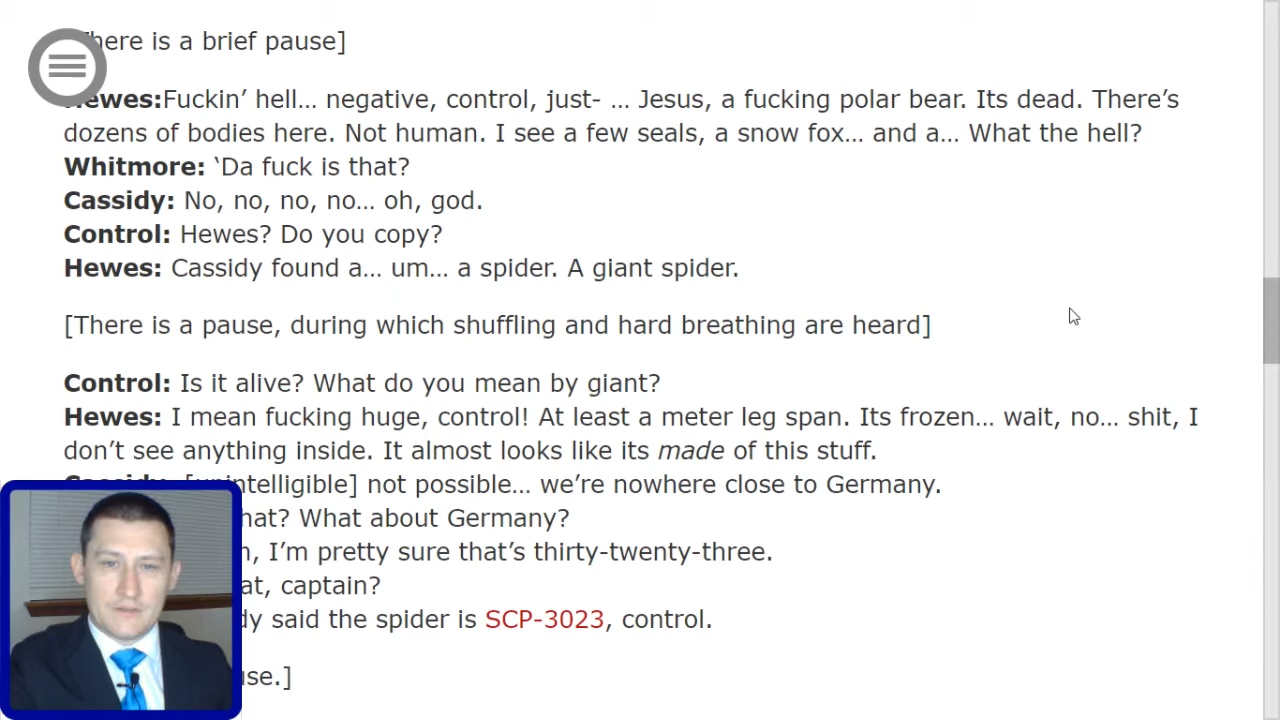 here is a brief pause]
Hewes:Fuckin’ hell… negative, control, just- … Jesus, a fucking polar bear. Its dead. There’s
dozens of bodies here. Not human. I see a few seals, a snow fox… and a… What the hell?
Whitmore: ‘Da fuck is that?
Cassidy: No, no, no, no… oh, god.
Control: Hewes? Do you copy?
Hewes: Cassidy found a… um… a spider. A giant spider.
[There is a pause, during which shuffling and hard breathing are heard]
Control: Is it alive? What do you mean by giant?
Hewes: I mean fucking huge, control! At least a meter leg span. Its frozen… wait, no… shit, I
don’t see anything inside. It almost looks like its made of this stuff.
Cassidy: [unintelligible] not possible… we’re nowhere close to Germany.
hat? What about Germany?
I’m pretty sure that’s thirty-twenty-three.
at, captain?
dy said the spider is SCP-3023, control.
use.]